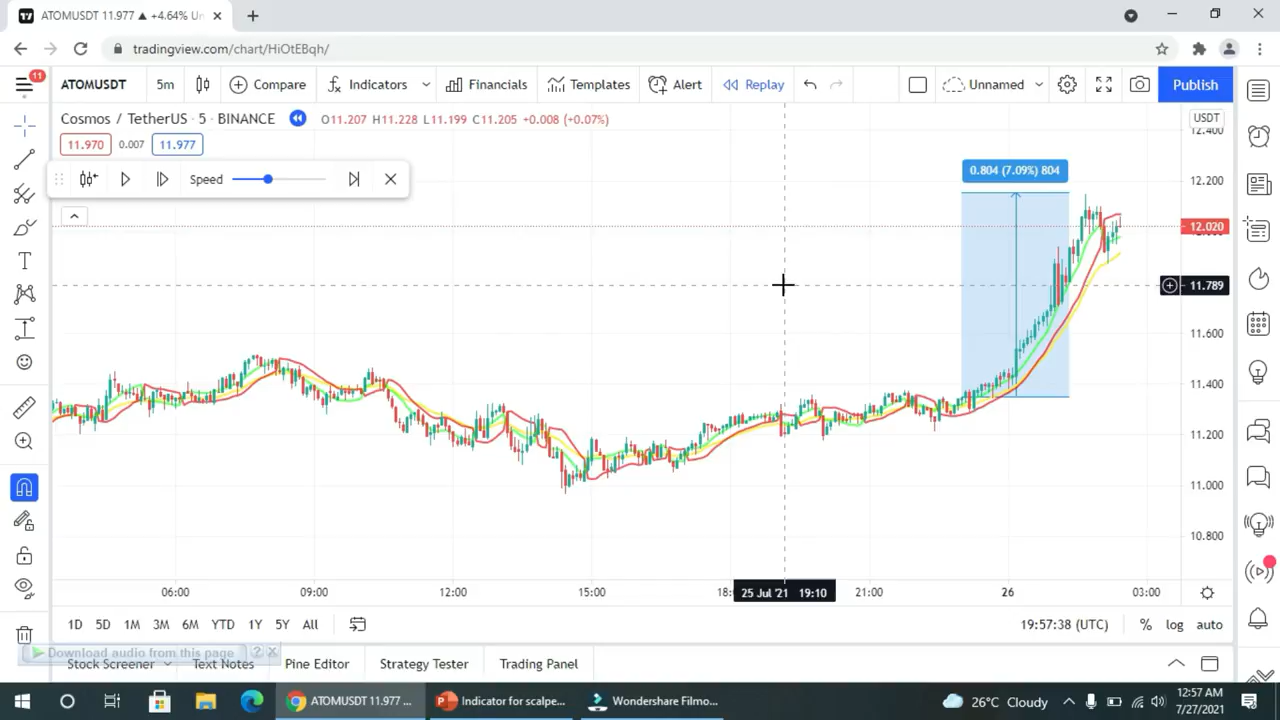 ATOMUSDT 11.977 ▲ +4.64% Un
tradingview.com/chart/HiOtEBqh/
11
ATOMUSDT 5m Compare Indicators Financials Templates Alert Replay Unnamed Publish
Cosmos / TetherUS · 5 · BINANCE O11.207 H11.228 L11.199 C11.205 +0.008 (+0.07%)
USDT
12.400
11.970 0.007 11.977
Speed
0.804 (7.09%) 804
12.200
12.020
11.789
11.600
11.400
11.200
11.000
10.800
06:00 09:00 12:00 15:00 18: 25 Jul '21 19:10 21:00 26 03:00
1D 5D 1M 3M 6M YTD 1Y 5Y All 19:57:38 (UTC) % log auto
Download audio from this page ?
Stock Screener Text Notes Pine Editor Strategy Tester Trading Panel
ATOMUSDT 11.977 ... Indicator for scalpe... Wondershare Filmo... 26°C Cloudy 12:57 AM
7/27/2021